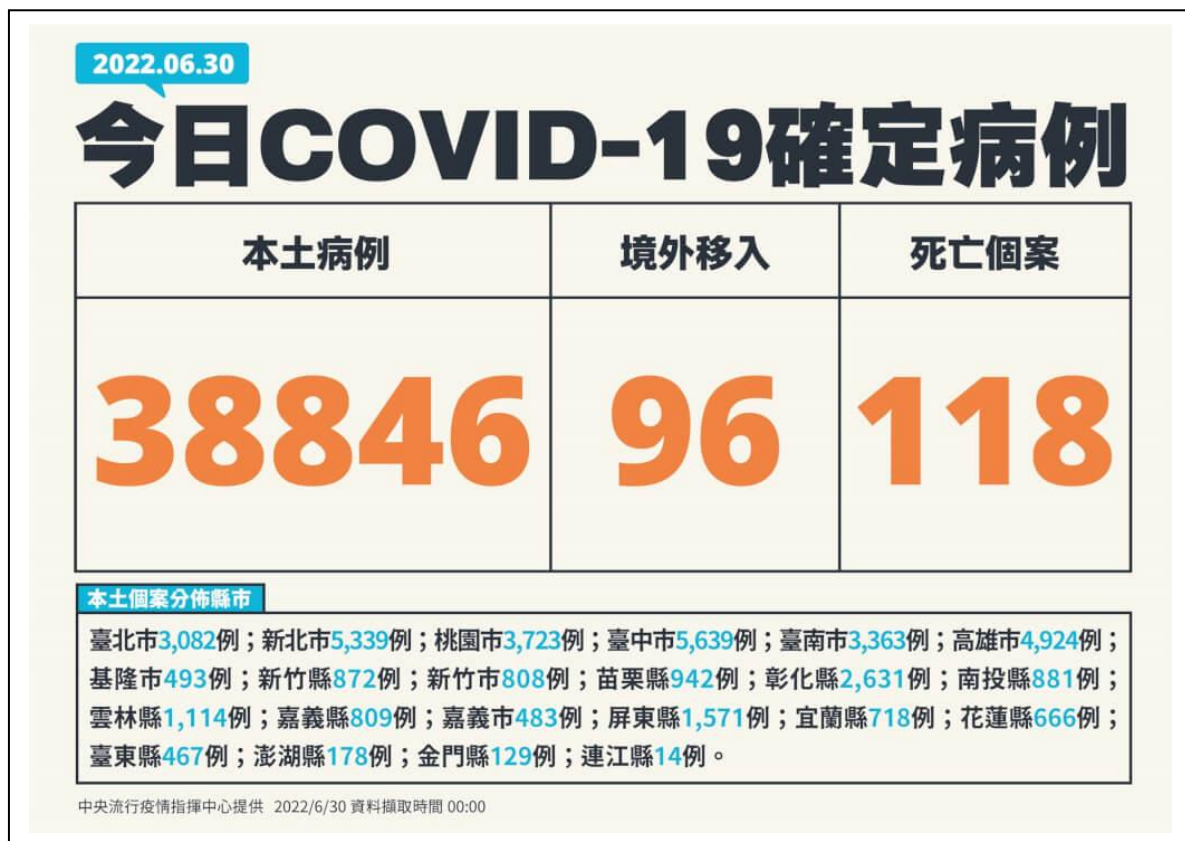 2022.06.30
今日COVID-19確定病例
本土病例 境外移入 死亡個案
38846 96 118
本土個案分佈縣市
臺北市3,082例；新北市5,339例；桃園市3,723例；臺中市5,639例；臺南市3,363例；高雄市4,924例；
基隆市493例；新竹縣872例；新竹市808例；苗栗縣942例；彰化縣2,631例；南投縣881例；
雲林縣1,114例；嘉義縣809例；嘉義市483例；屏東縣1,571例；宜蘭縣718例；花蓮縣666例；
臺東縣467例；澎湖縣178例；金門縣129例；連江縣14例。
中央流行疫情指揮中心提供 2022/6/30 資料擷取時間 00:00